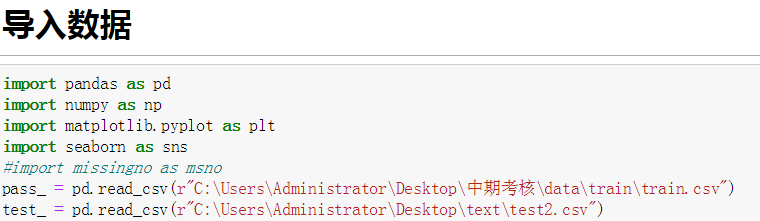 导入数据
import pandas as pd
import numpy as np
import matplotlib.pyplot as plt
import seaborn as sns
#import missingno as msno
pass_ = pd.read_csv(r"C:\Users\Administrator\Desktop\中期考核\data\train\train.csv")
test_ = pd.read_csv(r"C:\Users\Administrator\Desktop\text\test2.csv")